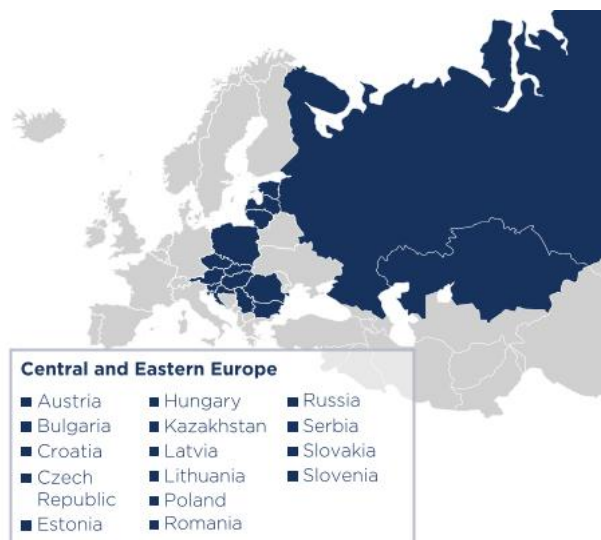 Central and Eastern Europe
Austria
Bulgaria
Croatia
Czech
Republic
Estonia
Hungary
Kazakhstan
Latvia
Lithuania
Poland
Romania
Russia
Serbia
Slovakia
Slovenia